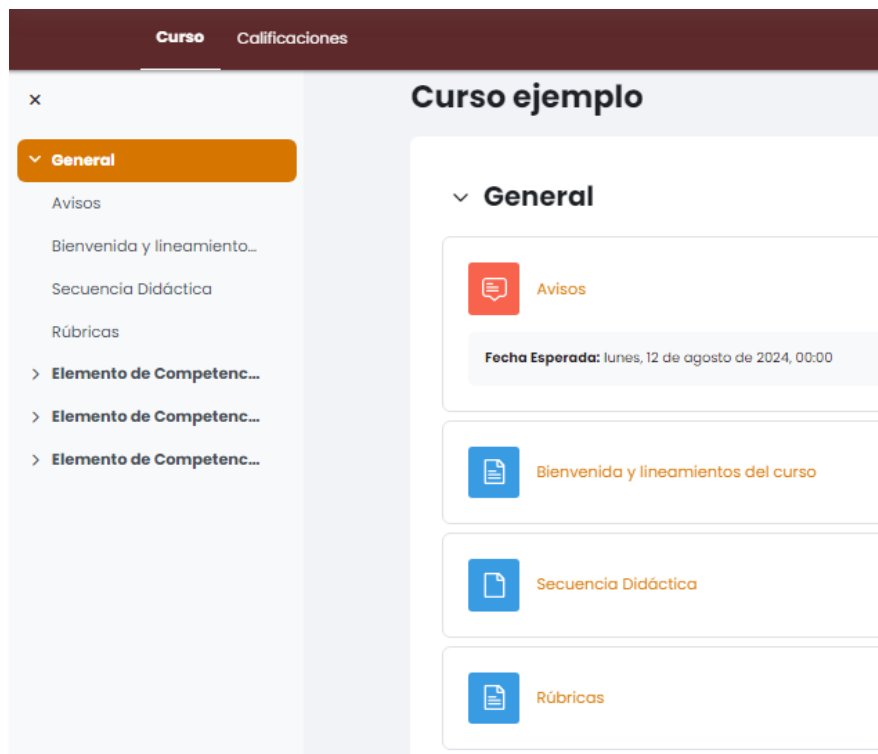 Curso Calificaciones
Curso ejemplo
General
Avisos
Bienvenida y lineamiento...
Secuencia Didáctica
Rúbricas
Elemento de Competenc...
Elemento de Competenc...
Elemento de Competenc...
General
Avisos
Fecha Esperada: lunes, 12 de agosto de 2024, 00:00
Bienvenida y lineamientos del curso
Secuencia Didáctica
Rúbricas